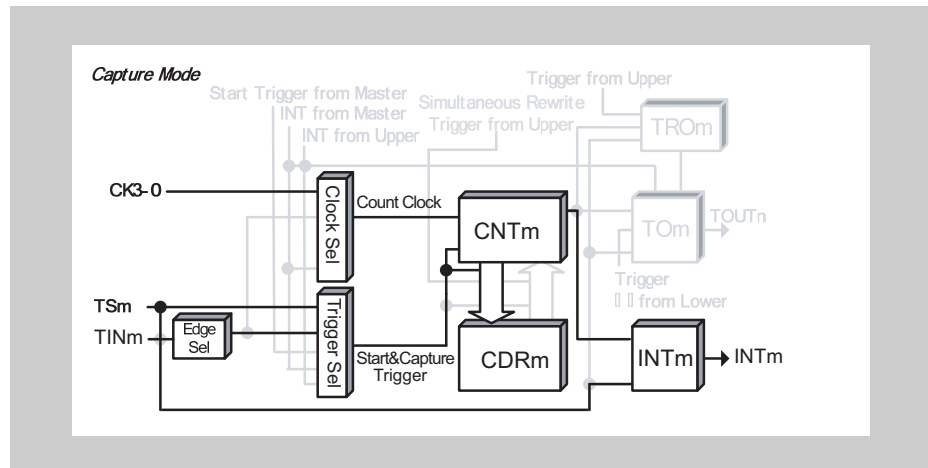 Capture Mode
Trigger from Upper
Start Trigger from Master
Simultaneous Rewrite
INT from Master
Trigger from Upper
INT from Upper
TROm
CK3-0
Clock Sel
Count Clock
CNTm
TOm
TOUTn
Trigger
from Lower
TSm
TINm
Edge
Sel
Trigger Sel
Start&Capture
Trigger
CDRm
INTm
INTm